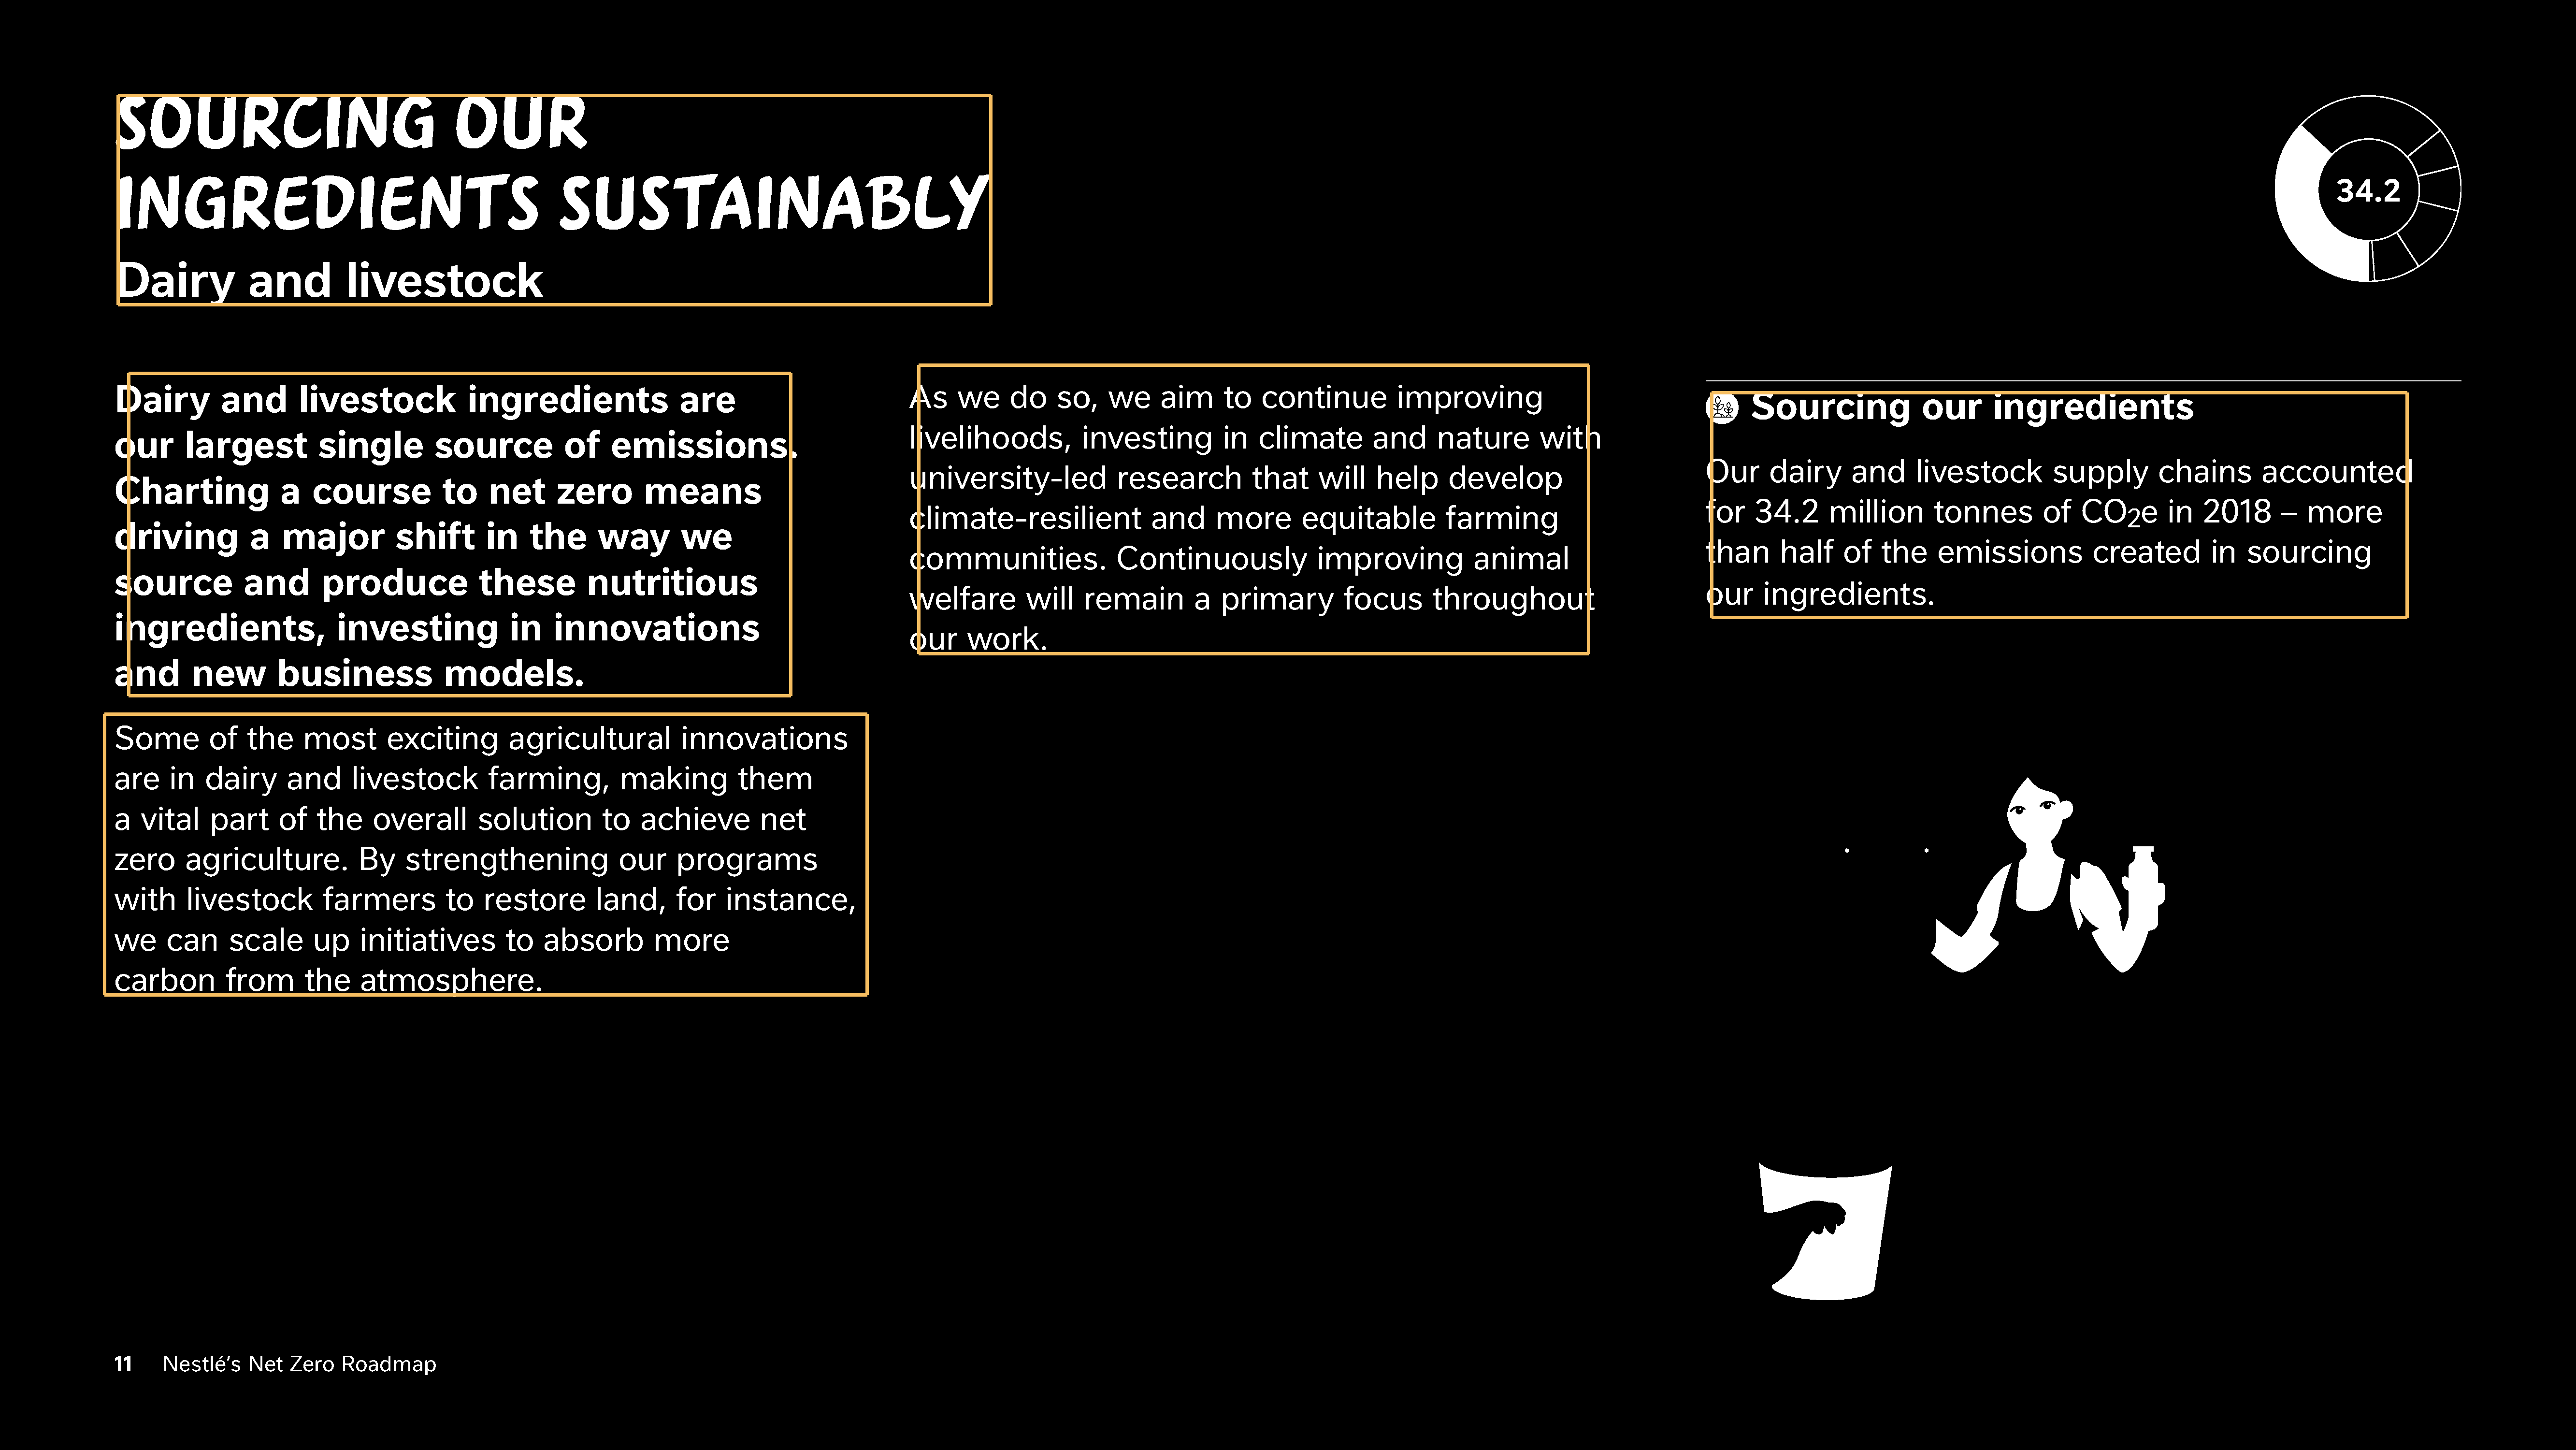 SOURCING OUR
INGREDIENTS SUSTAINABLY
Dairy and livestock
34.2
Dairy and livestock ingredients are
our largest single source of emissions.
Charting a course to net zero means
driving a major shift in the way we
source and produce these nutritious
ingredients, investing in innovations
and new business models.
Some of the most exciting agricultural innovations
are in dairy and livestock farming, making them
a vital part of the overall solution to achieve net
zero agriculture. By strengthening our programs
with livestock farmers to restore land, for instance,
we can scale up initiatives to absorb more
carbon from the atmosphere.
As we do so, we aim to continue improving
livelihoods, investing in climate and nature with
university-led research that will help develop
climate-resilient and more equitable farming
communities. Continuously improving animal
welfare will remain a primary focus throughout
our work.
Sourcing our ingredients
Our dairy and livestock supply chains accounted
for 34.2 million tonnes of CO₂e in 2018 – more
than half of the emissions created in sourcing
our ingredients.
11 Nestlé’s Net Zero Roadmap